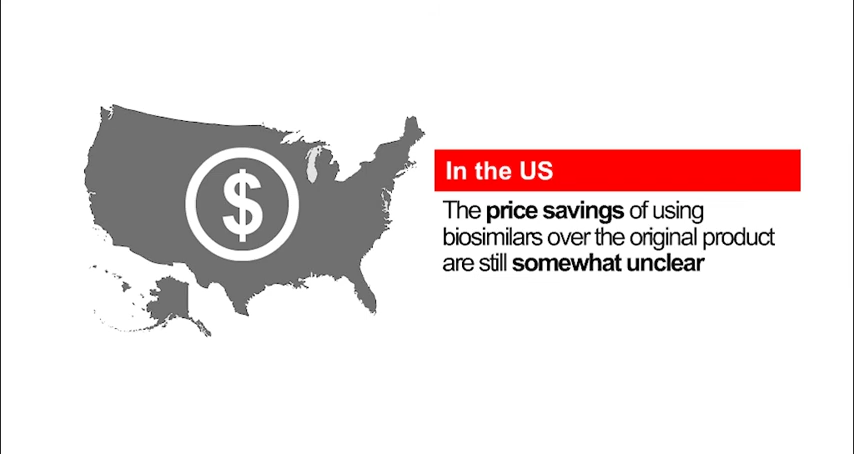 $
In the US
The price savings of using
biosimilars over the original product
are still somewhat unclear